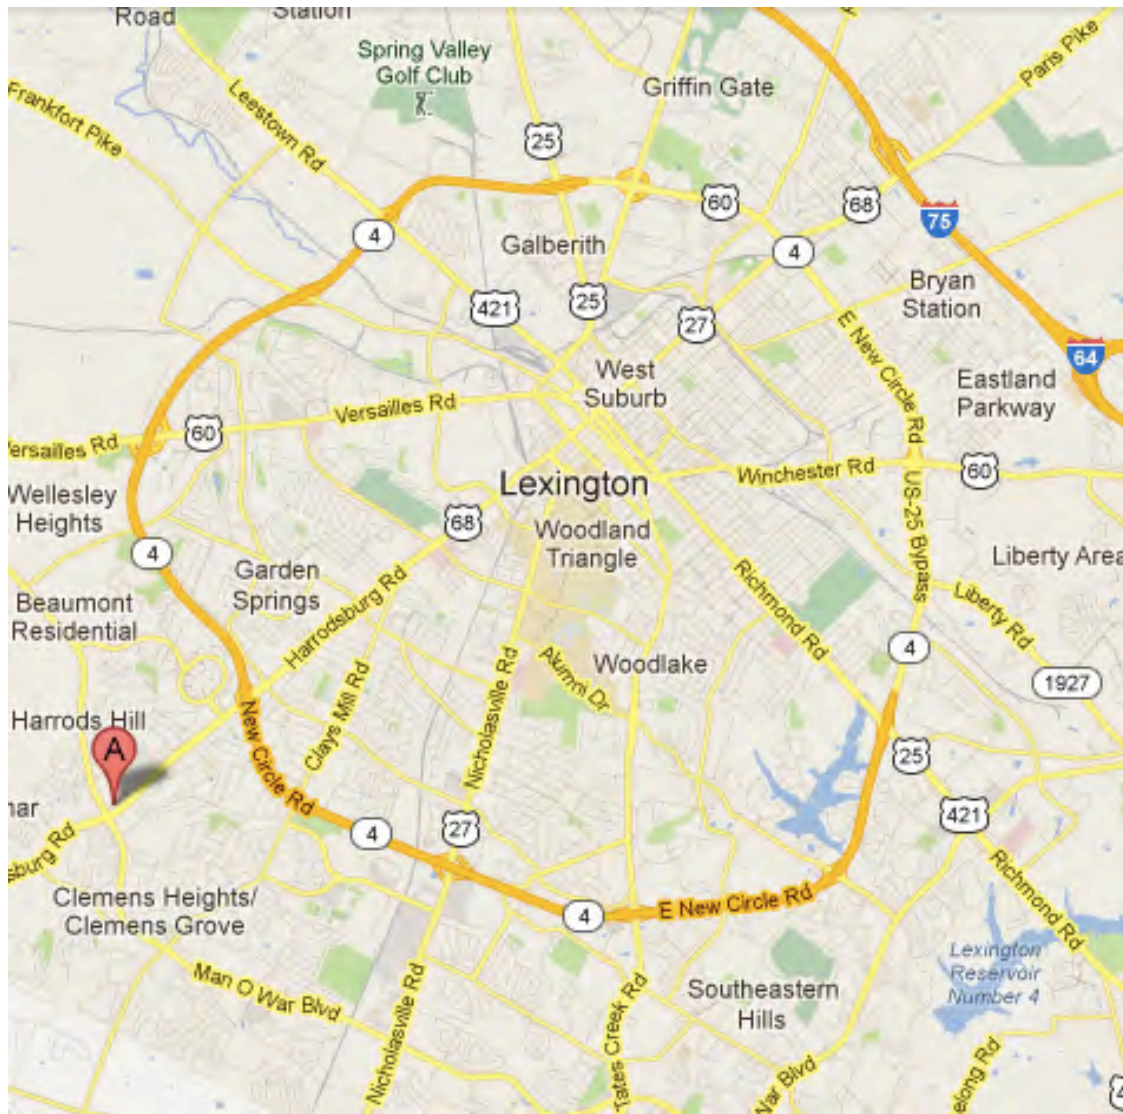 Road
Station
Spring Valley
Golf Club
Griffin Gate
Paris Pike
Frankfort Pike
Leestown Rd
25
60
68
75
4
4
Galberith
421
25
27
Bryan
Station
E New Circle Rd
64
West
Suburb
Eastland
Parkway
Versailles Rd
60
Versailles Rd
Winchester Rd
60
Wellesley
Heights
Lexington
US-25 Bypass
68
Woodland
Triangle
4
Liberty Area
Garden
Springs
Richmond Rd
Beaumont
Residential
Harrodsburg Rd
Liberty Rd
4
Woodlake
Alumni Dr
1927
Nicholasville Rd
Clays Mill Rd
Harrods Hill
A
New Circle Rd
25
421
4
27
sburg Rd
Richmond Rd
Clemens Heights/
Clemens Grove
E New Circle Rd
4
Lexington
Reservoir
Number 4
Man O War Blvd
Nicholasville Rd
Southeastern
Hills
Tates Creek Rd
War Blvd
elong Rd